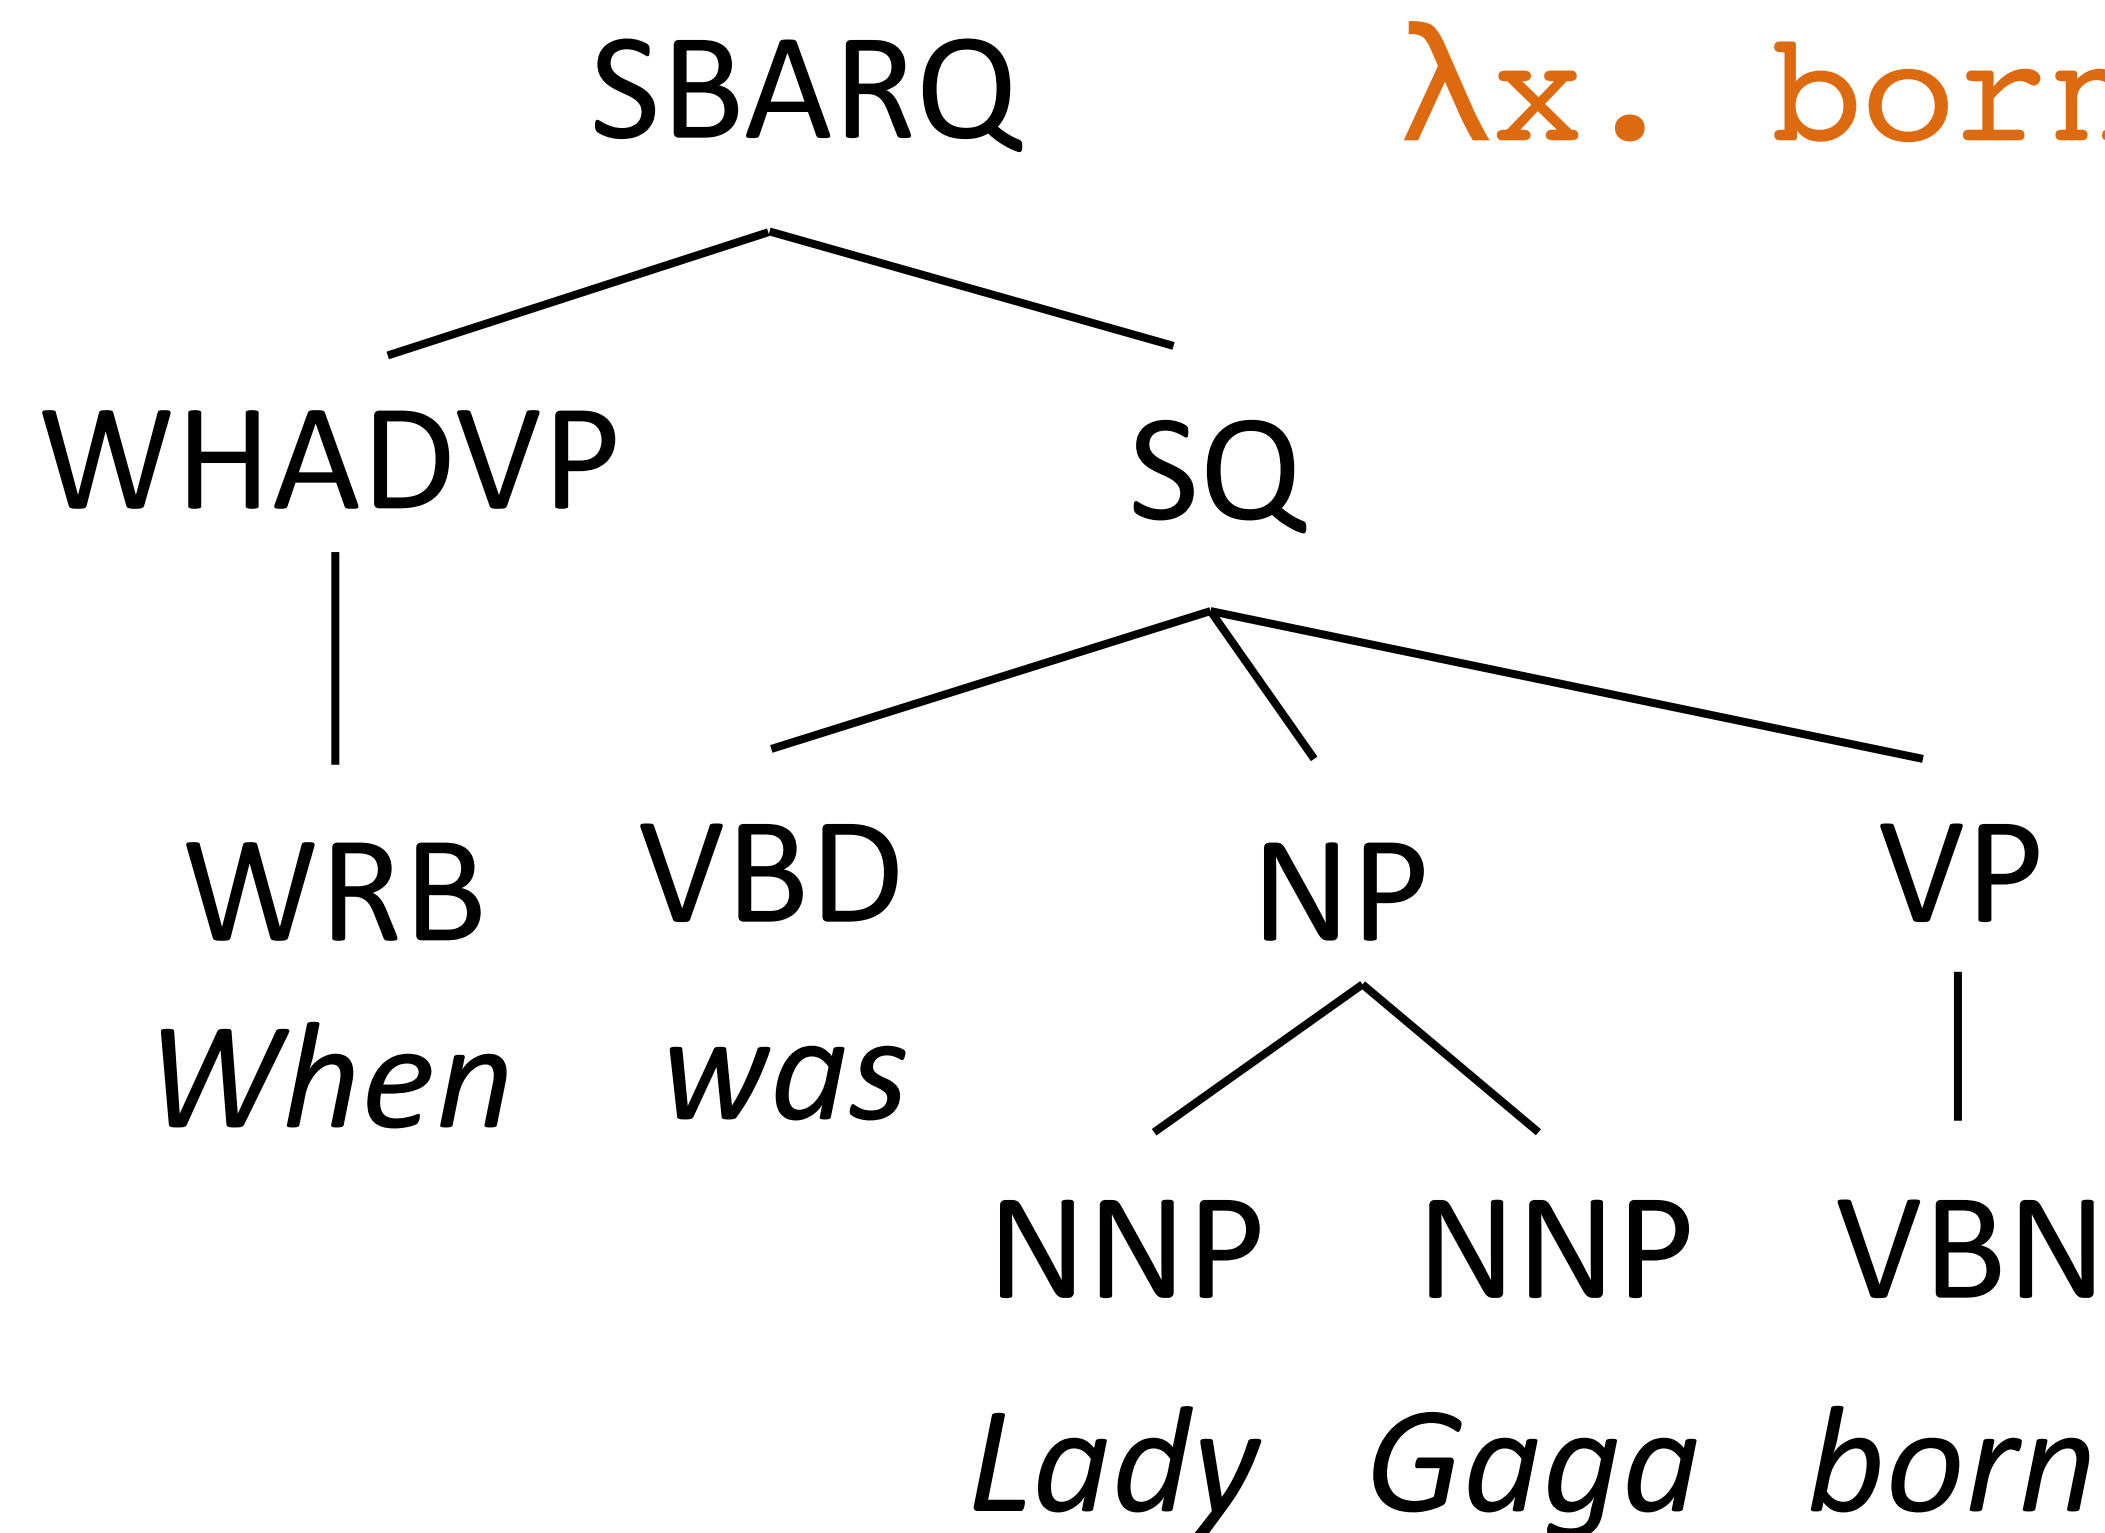 SBARQ λx. born
WHADVP SQ
WRB VBD NP VP
When was
NNP NNP VBN
Lady Gaga born